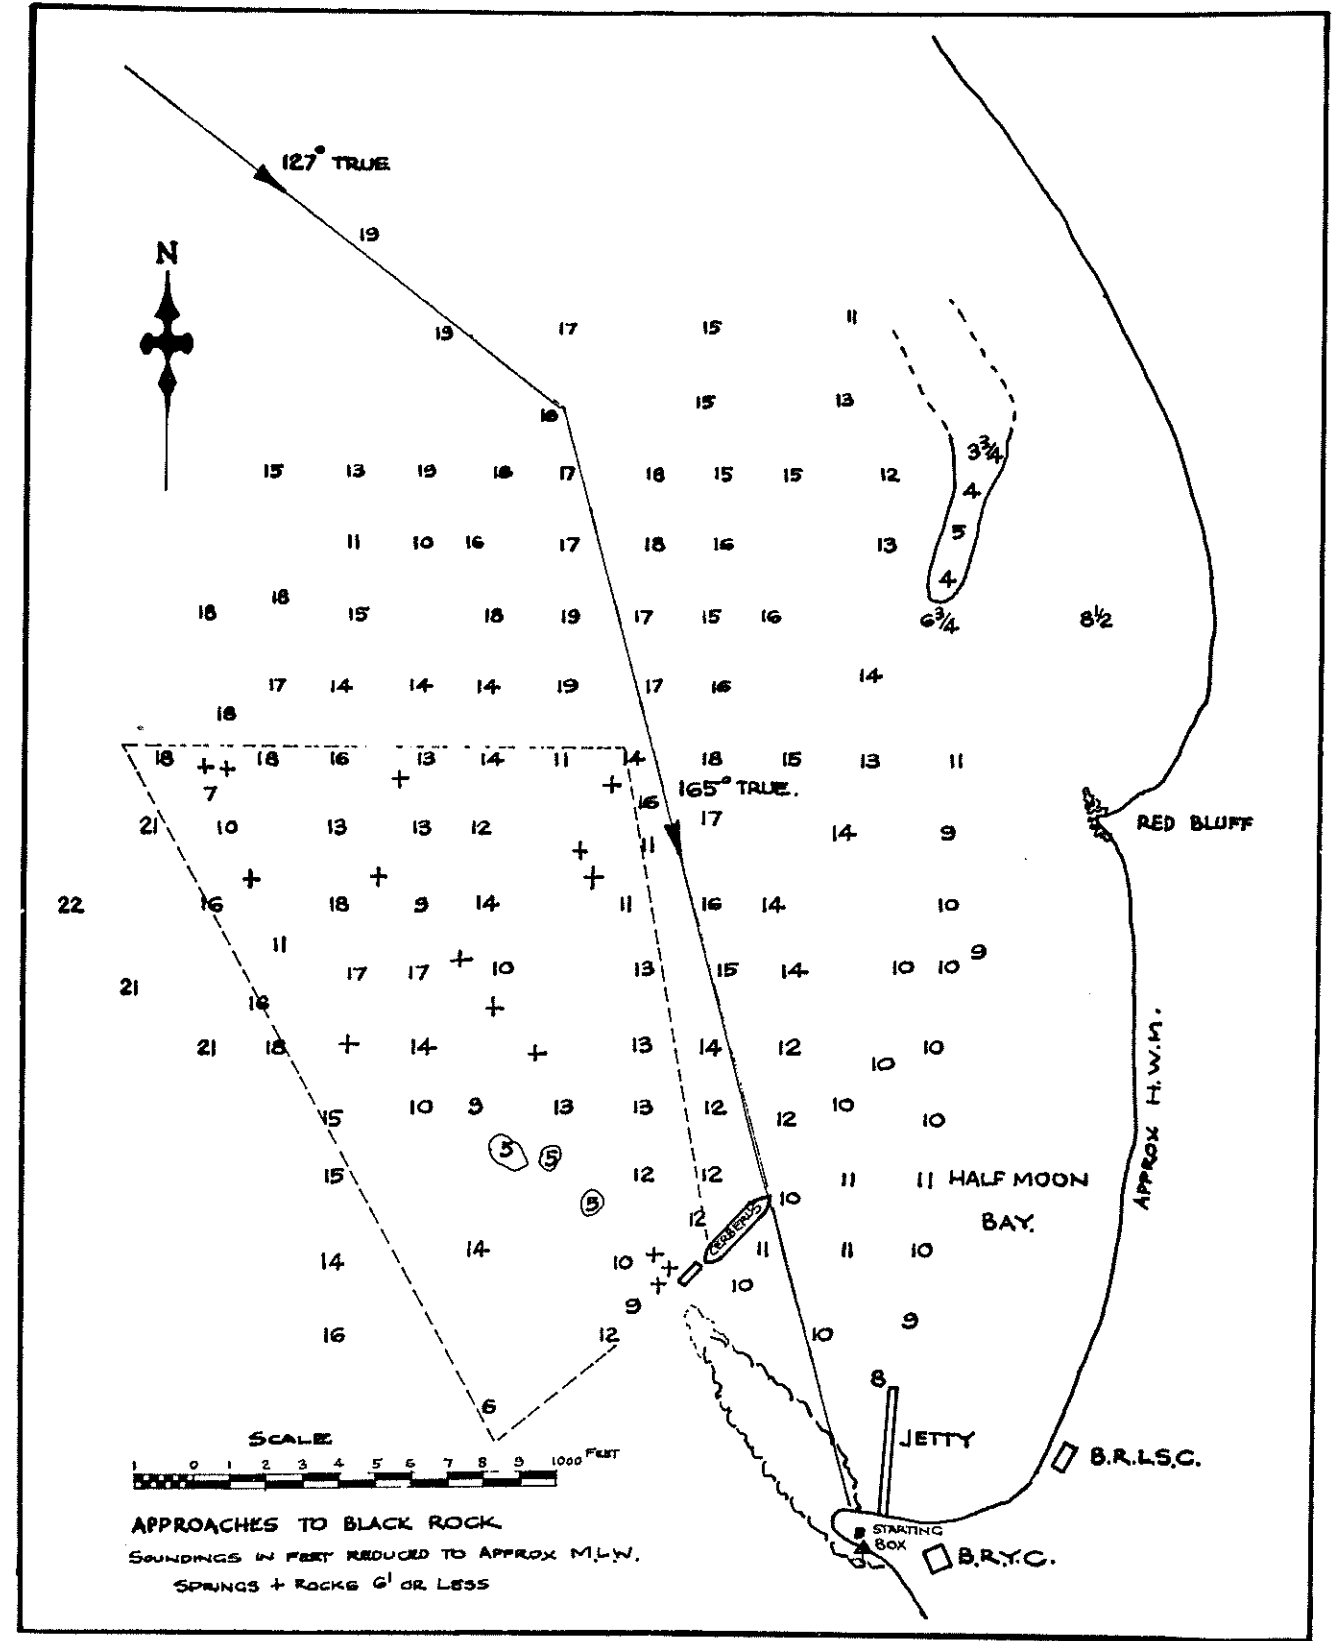 127° TRUE
19
N
19 17 15 11
18 15 13
3¾
15 13 19 18 17 18 15 15 12
4
5
11 10 16 17 18 16 13
4
18 18 15 18 19 17 15 16 6¾ 8½
17 14 14 14 19 17 16 14
18
18 18 16 13 14 11 14 18 15 13 11
7 16 165° TRUE.
17
21 10 13 13 12 11 14 9 RED BLUFF
22 16 18 9 14 11 16 14 10
11 9
17 17 10 13 15 14 10 10
21 16
21 18 14 13 14 12 10 10
APPROX H.W.M.
15 10 9 13 13 12 12 10 10
3 5
15 12 12 11 11 HALF MOON
5 12 10
BAY.
CERBERUS
14 14 10 11 11 10
10
9 9
16 12 10
8
6
JETTY
B.R.L.S.C.
SCALE
1 0 1 2 3 4 5 6 7 8 9 1000 FEET
APPROACHES TO BLACK ROCK
STARTING
BOX
B.R.Y.C.
SOUNDINGS IN FEET REDUCED TO APPROX M.L.W.
SPRINGS + ROCKS 6' OR LESS